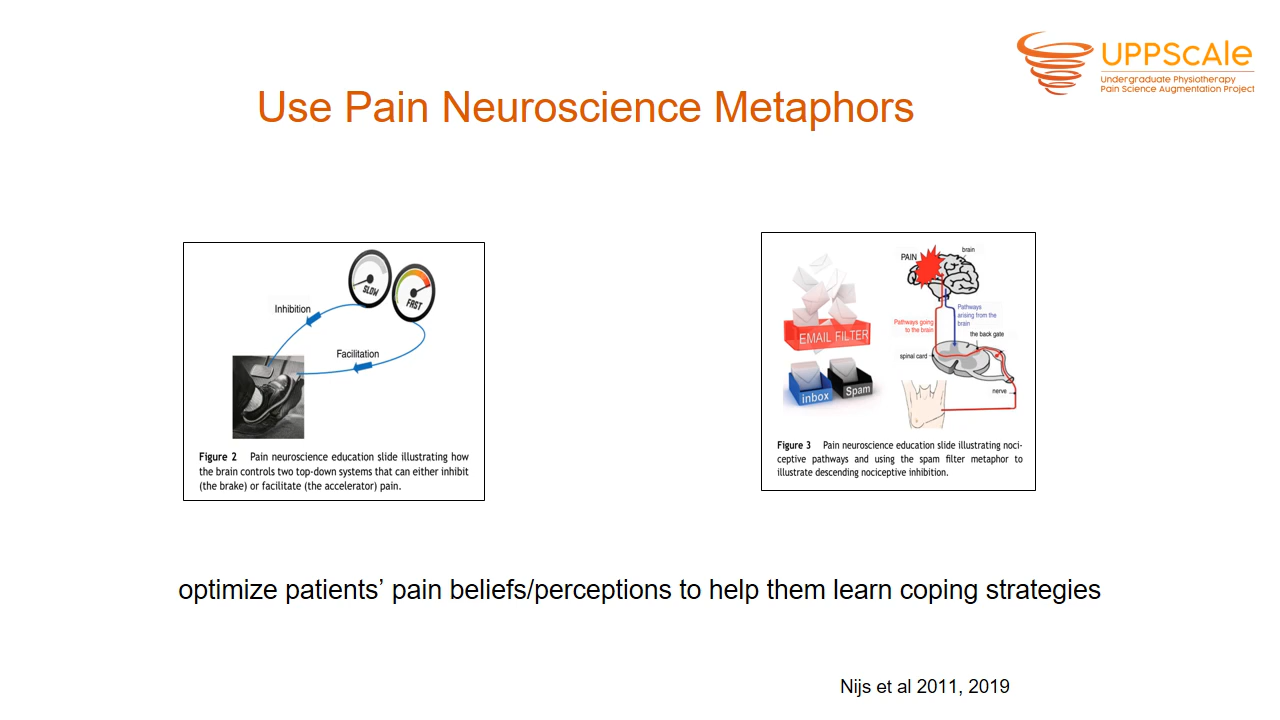 UPPScAle
Undergraduate Physiotherapy
Pain Science Augmentation Project
Use Pain Neuroscience Metaphors
SLOW
FAST
Inhibition
Facilitation
Figure 2 Pain neuroscience education slide illustrating how
the brain controls two top-down systems that can either inhibit
(the brake) or facilitate (the accelerator) pain.
EMAIL FILTER
inbox
Spam
PAIN
brain
Pathways
arising from the
brain
Pathways going
to the brain
the back gate
spinal card
nerve
Figure 3 Pain neuroscience education slide illustrating noci-
ceptive pathways and using the spam filter metaphor to
illustrate descending nociceptive inhibition.
optimize patients’ pain beliefs/perceptions to help them learn coping strategies
Nijs et al 2011, 2019